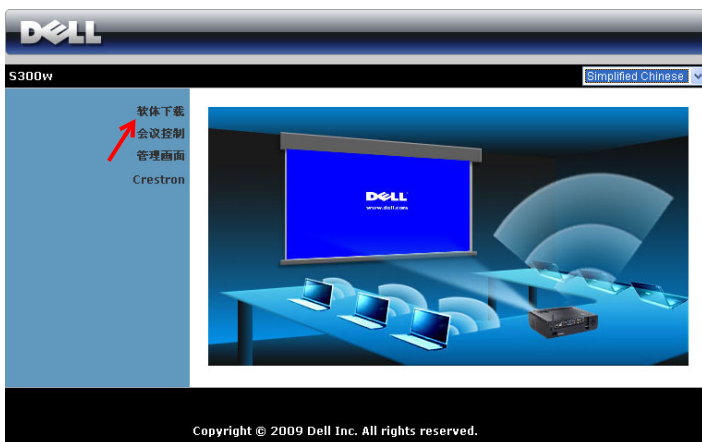 DELL
S300w
Simplified Chinese
软体下载
会议控制
管理画面
Crestron
DELL
www.dell.com
Copyright © 2009 Dell Inc. All rights reserved.